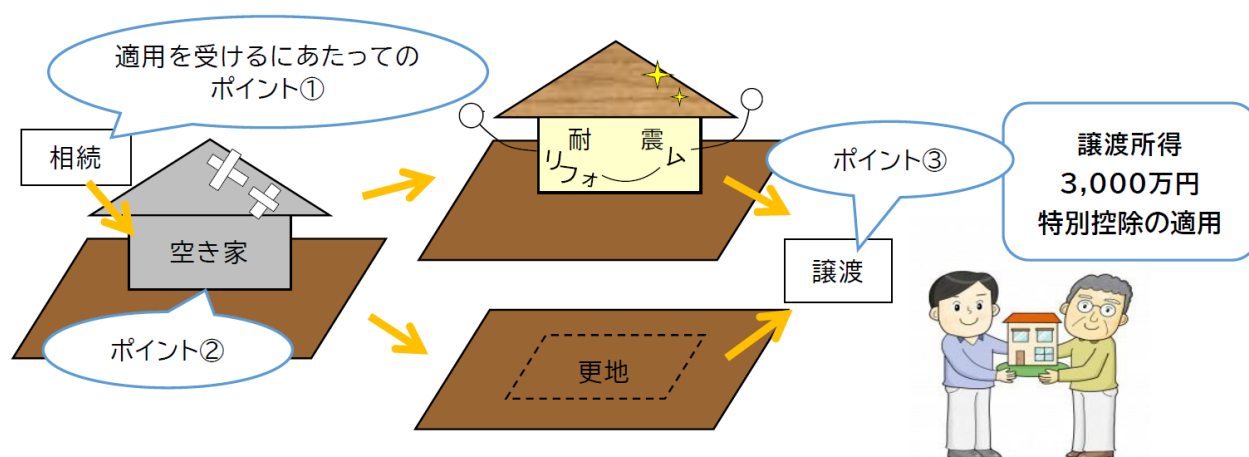 適用を受けるにあたっての
ポイント①
相続
空き家
ポイント②
耐 震
リフォーム
更地
ポイント③
譲渡
譲渡所得
3,000万円
特別控除の適用